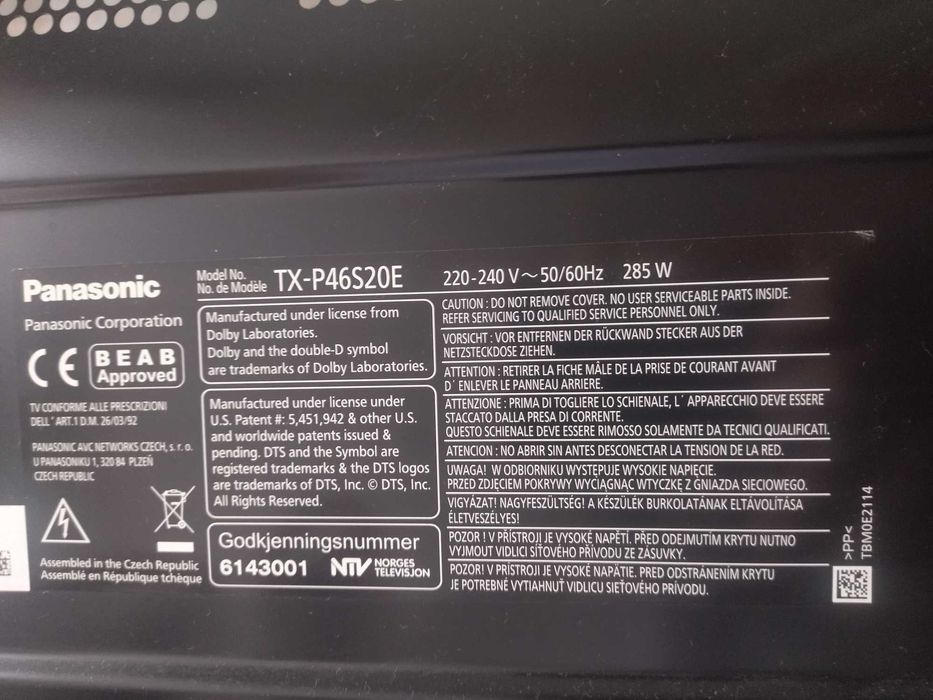 Panasonic
Model No.
No. de Modèle
TX-P46S20E
220-240 V～50/60Hz 285 W
Panasonic Corporation
CE
BEAB
Approved
TV CONFORME ALLE PRESCRIZIONI
DELL´ART.1 D.M. 26/03/92
PANASONIC AVC NETWORKS CZECH, s. r. o.
U PANASONIKU 1, 320 84 PLZEŇ
CZECH REPUBLIC
Assembled in the Czech Republic
Assemblé en République tchèque
Manufactured under license from
Dolby Laboratories.
Dolby and the double-D symbol
are trademarks of Dolby Laboratories.
Manufactured under license under
U.S. Patent #: 5,451,942 & other U.S.
and worldwide patents issued &
pending. DTS and the Symbol are
registered trademarks & the DTS logos
are trademarks of DTS, Inc. © DTS, Inc.
All Rights Reserved.
Godkjenningsnummer
6143001
NTV NORGES
TELEVISJON
CAUTION : DO NOT REMOVE COVER. NO USER SERVICEABLE PARTS INSIDE.
REFER SERVICING TO QUALIFIED SERVICE PERSONNEL ONLY.
VORSICHT : VOR ENTFERNEN DER RÜCKWAND STECKER AUS DER
NETZSTECKDOSE ZIEHEN.
ATTENTION : RETIRER LA FICHE MÂLE DE LA PRISE DE COURANT AVANT
D´ ENLEVER LE PANNEAU ARRIERE.
ATTENZIONE : PRIMA DI TOGLIERE LO SCHIENALE, L´ APPARECCHIO DEVE ESSERE
STACCATO DALLA PRESA DI CORRENTE.
QUESTO SCHIENALE DEVE ESSERE RIMOSSO SOLAMENTE DA TECNICI QUALIFICATI.
ATENCION : NO ABRIR SIN ANTES DESCONECTAR LA TENSION DE LA RED.
UWAGA! W ODBIORNIKU WYSTĘPUJE WYSOKIE NAPIĘCIE.
PRZED ZDJĘCIEM POKRYWY WYCIĄGNĄĆ WTYCZKĘ Z GNIAZDA SIECIOWEGO.
VIGYÁZAT! NAGYFESZÜLTSÉG! A KÉSZÜLÉK BURKOLATÁNAK ELTÁVOLÍTÁSA
ÉLETVESZÉLYES!
POZOR ! V PŘÍSTROJI JE VYSOKÉ NAPĚTÍ. PŘED ODEJMUTÍM KRYTU NUTNO
VYJMOUT VIDLICI SÍŤOVÉHO PŘÍVODU ZE ZÁSUVKY.
POZOR! V PRÍSTROJI JE VYSOKÉ NAPÄTIE. PRED ODSTRÁNENÍM KRYTU
JE POTREBNÉ VYTIAHNUŤ VIDLICU SIEŤOVÉHO PRÍVODU.
>PP<
TBM0E2114